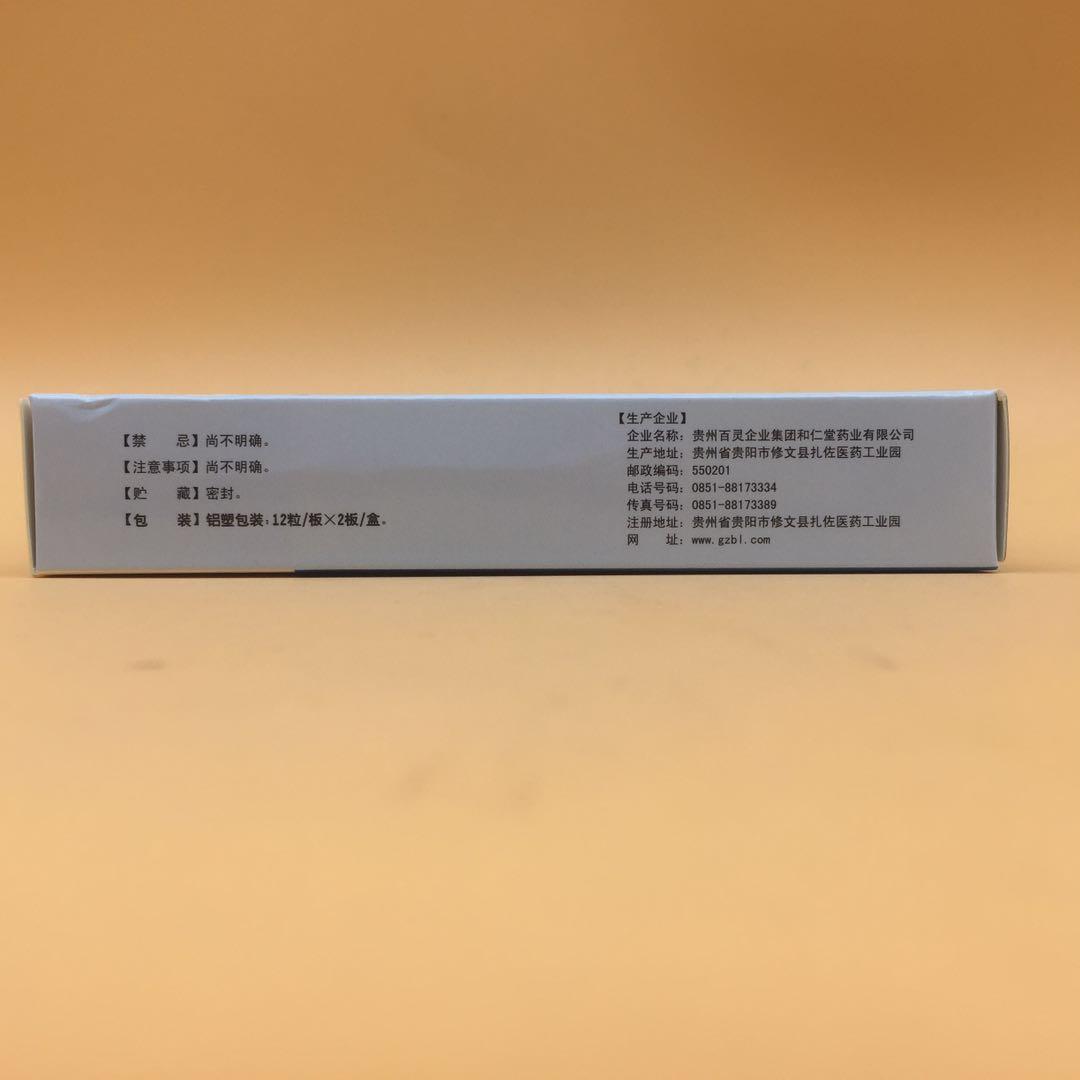 【禁　　忌】尚不明确。
【注意事项】尚不明确。
【贮　　藏】密封。
【包　　装】铝塑包装:12粒/板×2板/盒。
【生产企业】
企业名称：贵州百灵企业集团和仁堂药业有限公司
生产地址：贵州省贵阳市修文县扎佐医药工业园
邮政编码：550201
电话号码：0851-88173334
传真号码：0851-88173389
注册地址：贵州省贵阳市修文县扎佐医药工业园
网　　址：www.gzbl.com